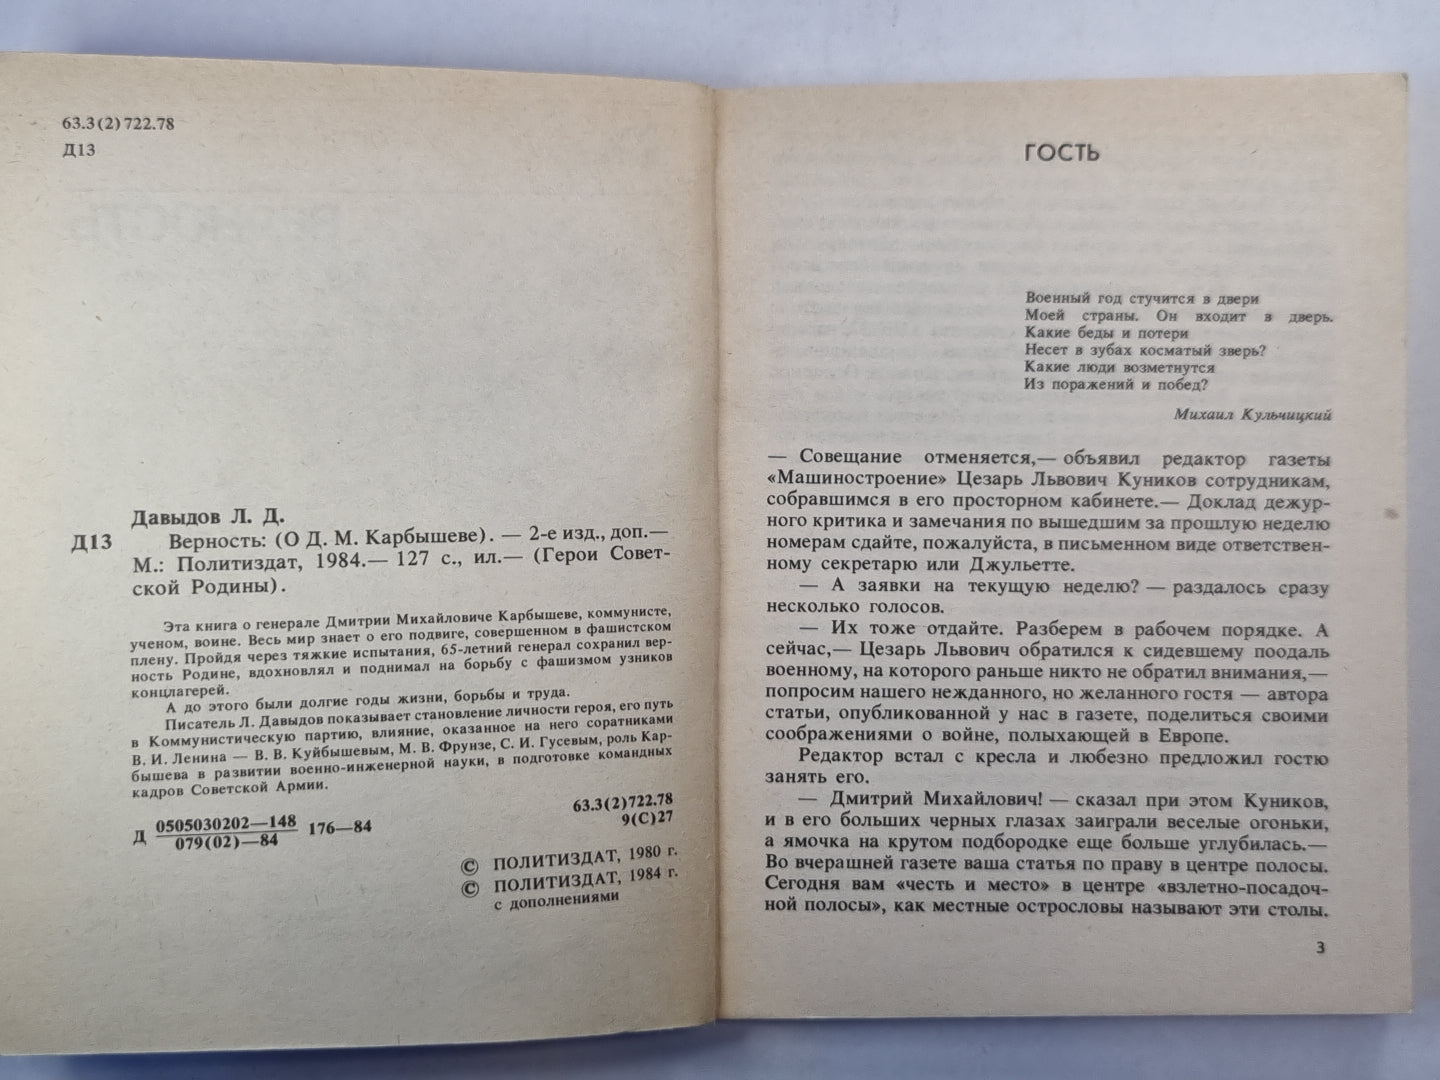 63.3(2)722.78
Д13
Давыдов Л. Д.
Д13 Верность: (О Д. М. Карбышеве). — 2-е изд., доп.—
М.: Политиздат, 1984.— 127 с., ил.— (Герои Совет-
ской Родины).
Эта книга о генерале Дмитрии Михайловиче Карбышеве, коммунисте,
ученом, воине. Весь мир знает о его подвиге, совершенном в фашистском
плену. Пройдя через тяжкие испытания, 65-летний генерал сохранил вер-
ность Родине, вдохновлял и поднимал на борьбу с фашизмом узников
концлагерей.
А до этого были долгие годы жизни, борьбы и труда.
Писатель Л. Давыдов показывает становление личности героя, его путь
в Коммунистическую партию, влияние, оказанное на него соратниками
В. И. Ленина — В. В. Куйбышевым, М. В. Фрунзе, С. И. Гусевым, роль Кар-
бышева в развитии военно-инженерной науки, в подготовке командных
кадров Советской Армии.
Д 0505030202—148 176—84
079(02)—84
63.3(2)722.78
9(С)27
© ПОЛИТИЗДАТ, 1980 г.
© ПОЛИТИЗДАТ, 1984 г.
с дополнениями
ГОСТЬ
Военный год стучится в двери
Моей страны. Он входит в дверь.
Какие беды и потери
Несет в зубах косматый зверь?
Какие люди возметнутся
Из поражений и побед?
Михаил Кульчицкий
— Совещание отменяется,— объявил редактор газеты
«Машиностроение» Цезарь Львович Куников сотрудникам,
собравшимся в его просторном кабинете.— Доклад дежур-
ного критика и замечания по вышедшим за прошлую неделю
номерам сдайте, пожалуйста, в письменном виде ответствен-
ному секретарю или Джульетте.
— А заявки на текущую неделю? — раздалось сразу
несколько голосов.
— Их тоже отдайте. Разберем в рабочем порядке. А
сейчас,— Цезарь Львович обратился к сидевшему поодаль
военному, на которого раньше никто не обратил внимания,—
попросим нашего нежданного, но желанного гостя — автора
статьи, опубликованной у нас в газете, поделиться своими
соображениями о войне, полыхающей в Европе.
Редактор встал с кресла и любезно предложил гостю
занять его.
— Дмитрий Михайлович! — сказал при этом Куников,
и в его больших черных глазах заиграли веселые огоньки,
а ямочка на крутом подбородке еще больше углубилась.—
Во вчерашней газете ваша статья по праву в центре полосы.
Сегодня вам «честь и место» в центре «взлетно-посадоч-
ной полосы», как местные острословы называют эти столы.
3